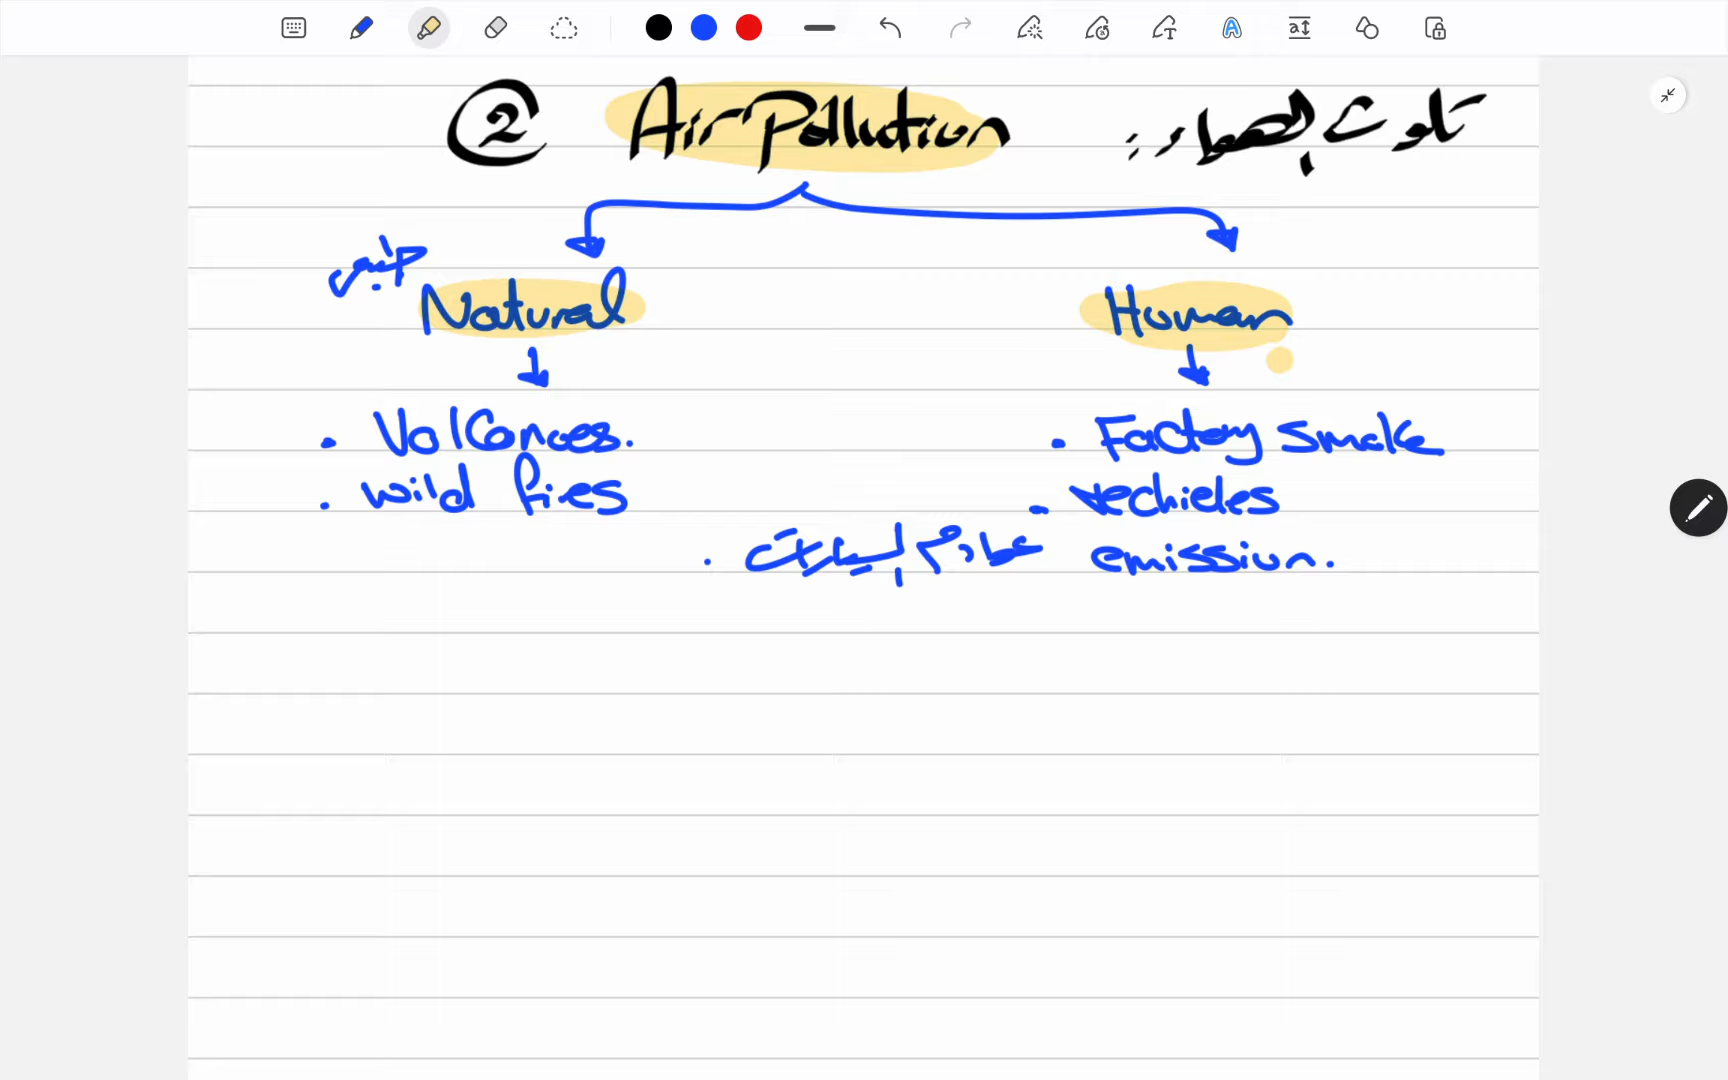 ② Air Pollution تلوث الهواء:
طبيعي
Natural
Human
. Volcanoes.
. Factory smoke
. wild fires
. vechieles
emission. عوادم السيارات .